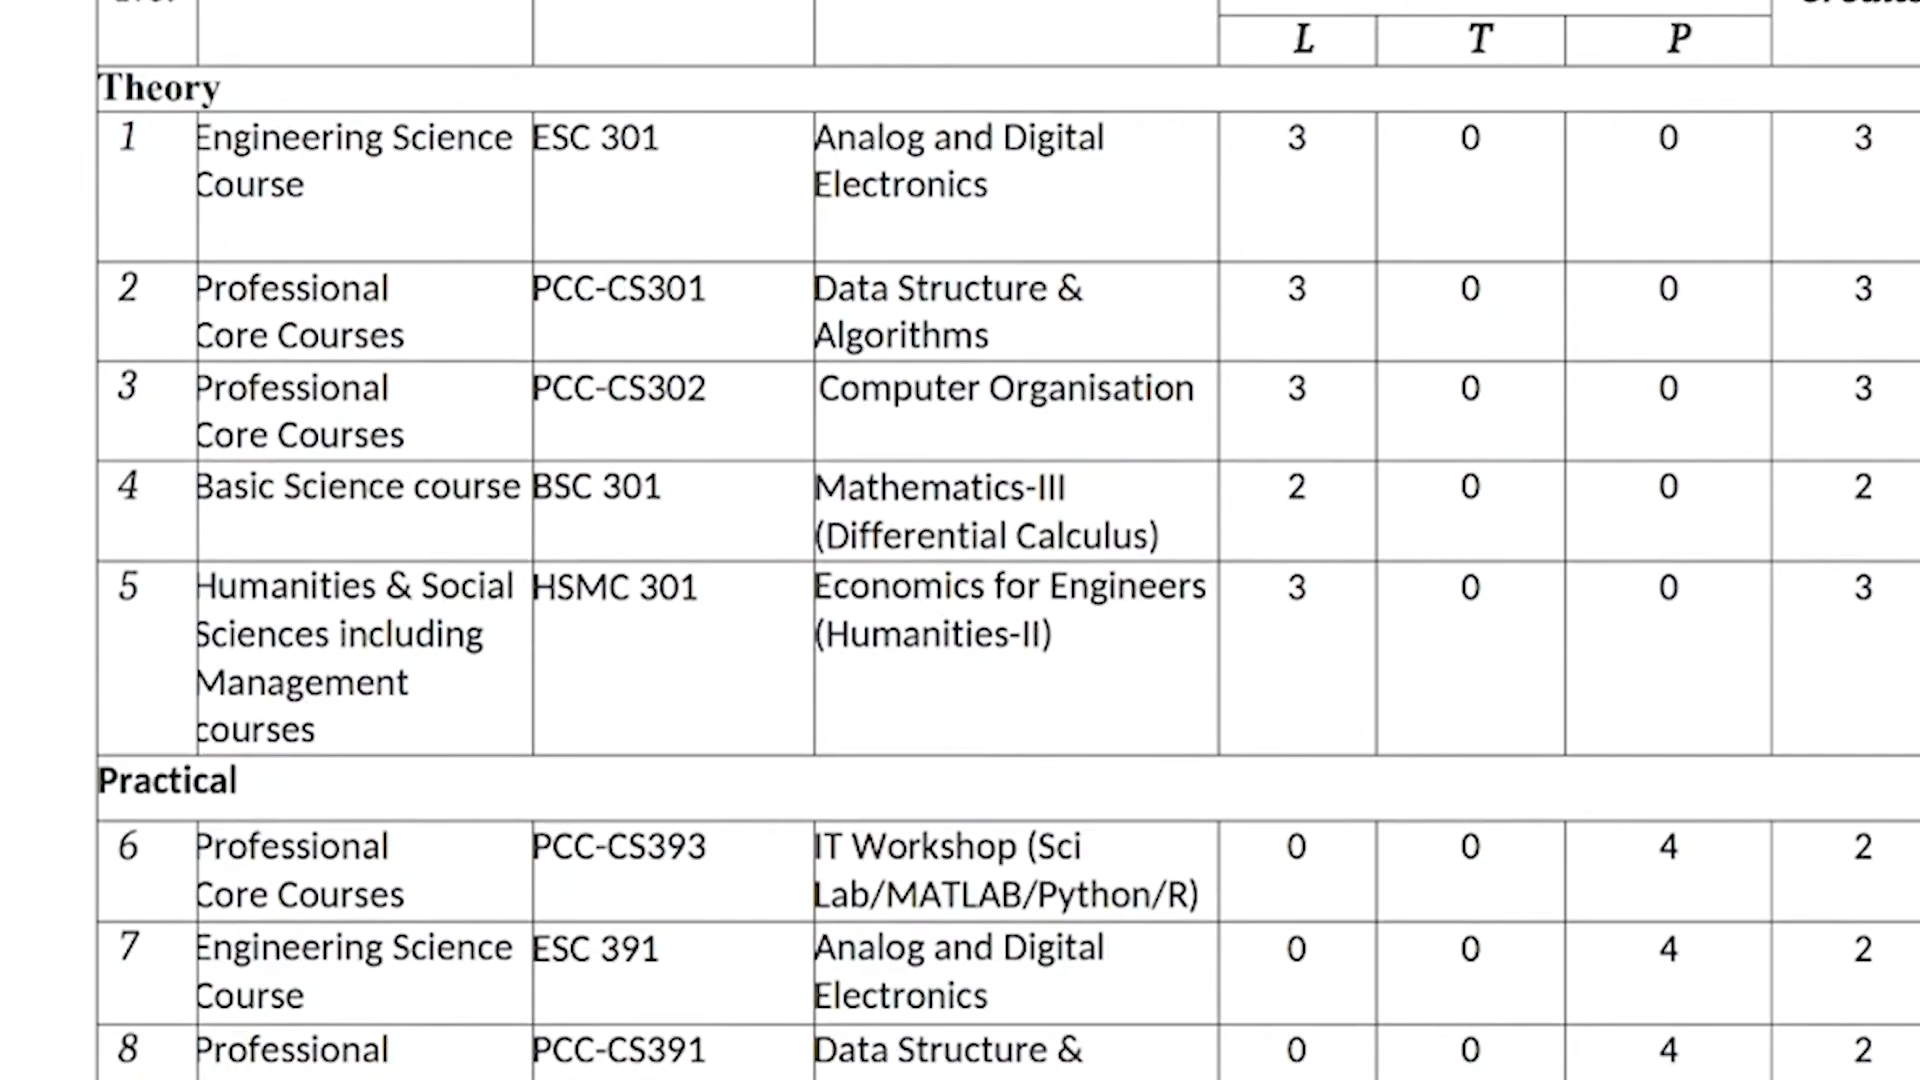 L T P
Theory
1 Engineering Science ESC 301 Analog and Digital 3 0 0 3
Course Electronics
2 Professional PCC-CS301 Data Structure & 3 0 0 3
Core Courses Algorithms
3 Professional PCC-CS302 Computer Organisation 3 0 0 3
Core Courses
4 Basic Science course BSC 301 Mathematics-III 2 0 0 2
(Differential Calculus)
5 Humanities & Social HSMC 301 Economics for Engineers 3 0 0 3
Sciences including (Humanities-II)
Management
courses
Practical
6 Professional PCC-CS393 IT Workshop (Sci 0 0 4 2
Core Courses Lab/MATLAB/Python/R)
7 Engineering Science ESC 391 Analog and Digital 0 0 4 2
Course Electronics
8 Professional PCC-CS391 Data Structure & 0 0 4 2